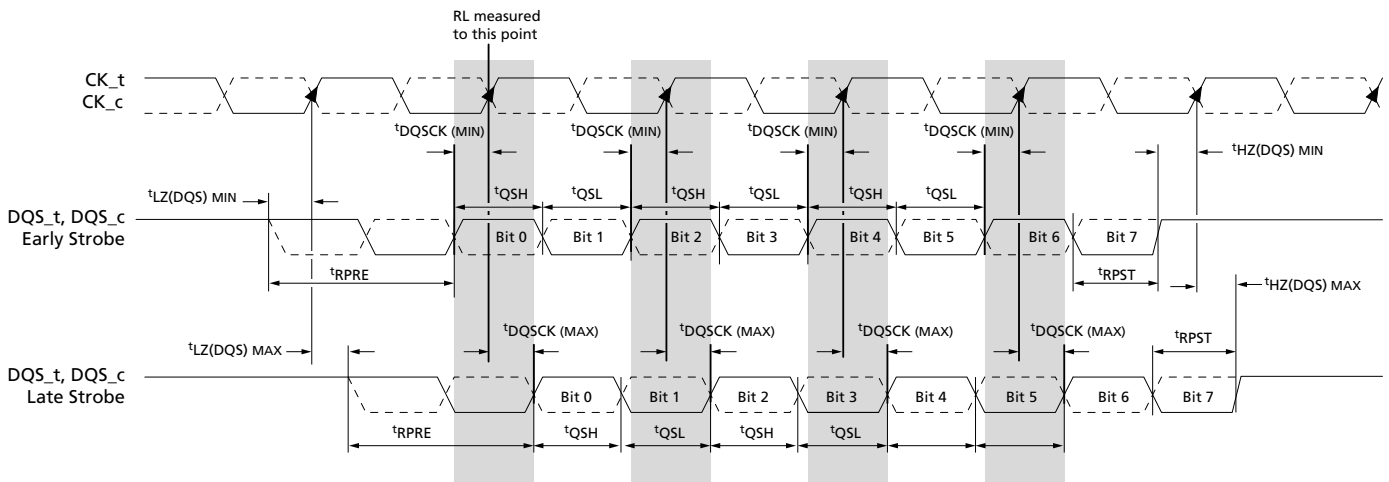 RL measured
to this point
CK_t
CK_c
tDQSCK (MIN) tDQSCK (MIN) tDQSCK (MIN) tDQSCK (MIN)
tHZ(DQS) MIN
tLZ(DQS) MIN
tQSH tQSL tQSH tQSL tQSH tQSL
DQS_t, DQS_c
Early Strobe
Bit 0 Bit 1 Bit 2 Bit 3 Bit 4 Bit 5 Bit 6 Bit 7
tRPRE
tRPST
tHZ(DQS) MAX
tDQSCK (MAX) tDQSCK (MAX) tDQSCK (MAX) tDQSCK (MAX)
tRPST
tLZ(DQS) MAX
DQS_t, DQS_c
Late Strobe
Bit 0 Bit 1 Bit 2 Bit 3 Bit 4 Bit 5 Bit 6 Bit 7
tRPRE
tQSH tQSL tQSH tQSL